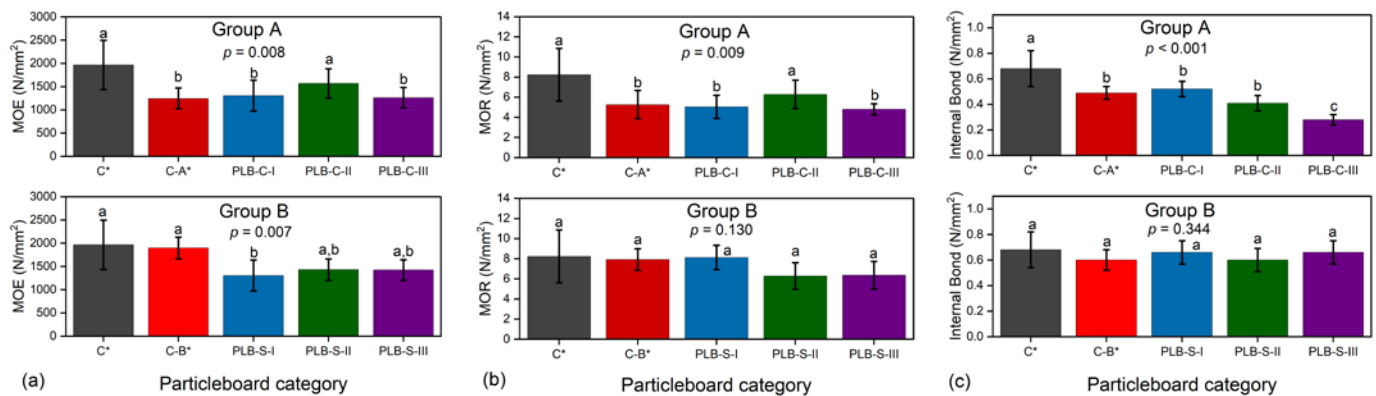 3000
2500
2000
1500
1000
500
0
MOE (N/mm²)
Group A
p = 0.008
a
b
b
a
b
C*
C-A*
PLB-C-I
PLB-C-II
PLB-C-III
3000
2500
2000
1500
1000
500
0
MOE (N/mm²)
Group B
p = 0.007
a
a
b
a,b
a,b
C*
C-B*
PLB-S-I
PLB-S-II
PLB-S-III
(a)
Particleboard category
14
12
10
8
6
4
2
0
MOR (N/mm²)
Group A
p = 0.009
a
b
b
a
b
C*
C-A*
PLB-C-I
PLB-C-II
PLB-C-III
14
12
10
8
6
4
2
0
MOR (N/mm²)
Group B
p = 0.130
a
a
a
a
a
C*
C-B*
PLB-S-I
PLB-S-II
PLB-S-III
(b)
Particleboard category
1.0
0.8
0.6
0.4
0.2
0.0
Internal Bond (N/mm²)
Group A
p < 0.001
a
b
b
b
c
C*
C-A*
PLB-C-I
PLB-C-II
PLB-C-III
1.0
0.8
0.6
0.4
0.2
0.0
Internal Bond (N/mm²)
Group B
p = 0.344
a
a
a
a
a
C*
C-B*
PLB-S-I
PLB-S-II
PLB-S-III
(c)
Particleboard category